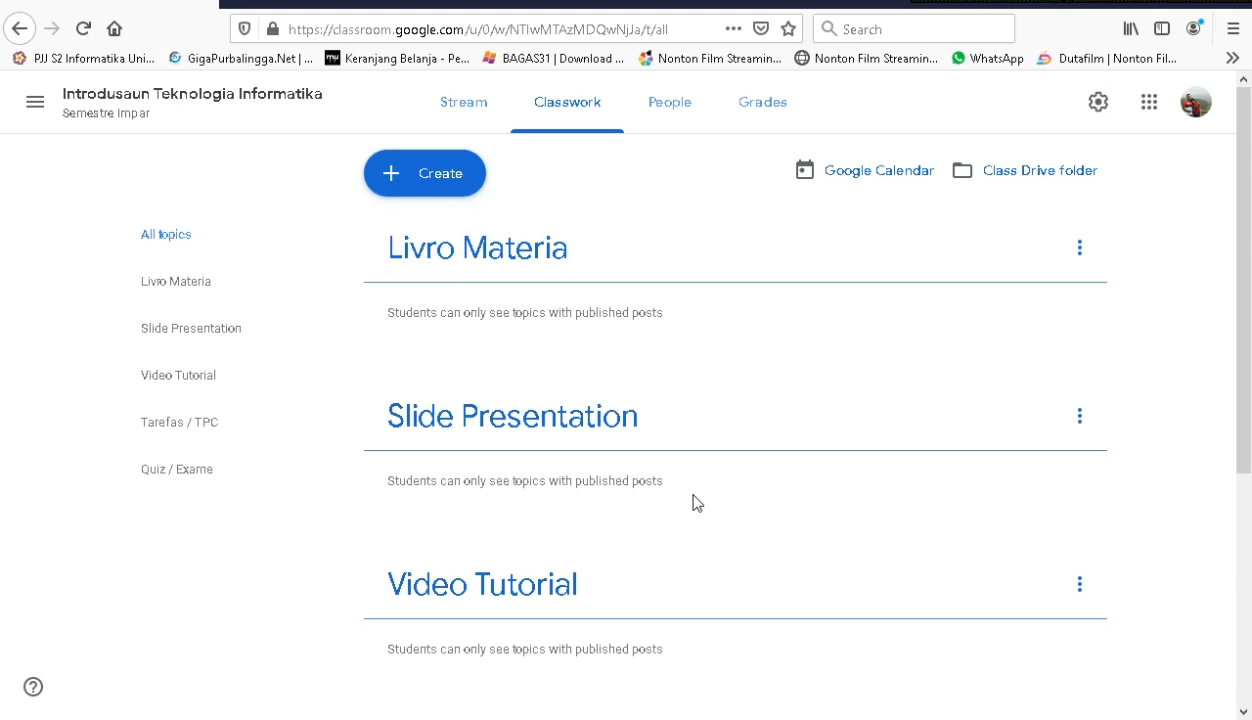 https://classroom.google.com/u/0/w/NTIwMTAzMDQwNjJa/t/all
Search
PJJ S2 Informatika Uni...
GigaPurbalingga.Net | ...
Keranjang Belanja - Pe...
BAGAS31 | Download ...
Nonton Film Streamin...
Nonton Film Streamin...
WhatsApp
Dutafilm | Nonton Fil...
Introdusaun Teknologia Informatika
Semestre Impar
Stream
Classwork
People
Grades
Create
Google Calendar
Class Drive folder
All topics
Livro Materia
Slide Presentation
Video Tutorial
Tarefas / TPC
Quiz / Exame
Livro Materia
Students can only see topics with published posts
Slide Presentation
Students can only see topics with published posts
Video Tutorial
Students can only see topics with published posts